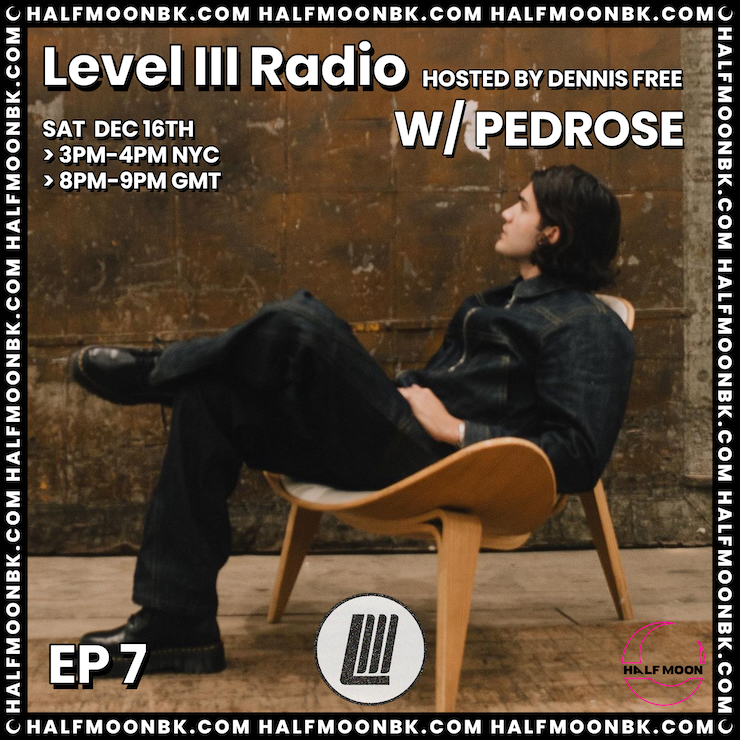 HALFMOONBK.COM HALFMOONBK.COM HALFMOONBK.COM
Level III Radio HOSTED BY DENNIS FREE
W/ PEDROSE
SAT DEC 16TH
> 3PM-4PM NYC
> 8PM-9PM GMT
HALFMOONBK.COM HALFMOONBK.COM HALFMOONBK.COM
HALFMOONBK.COM HALFMOONBK.COM HALFMOONBK.COM
EP 7
HALF MOON
HALFMOONBK.COM HALFMOONBK.COM HALFMOONBK.COM